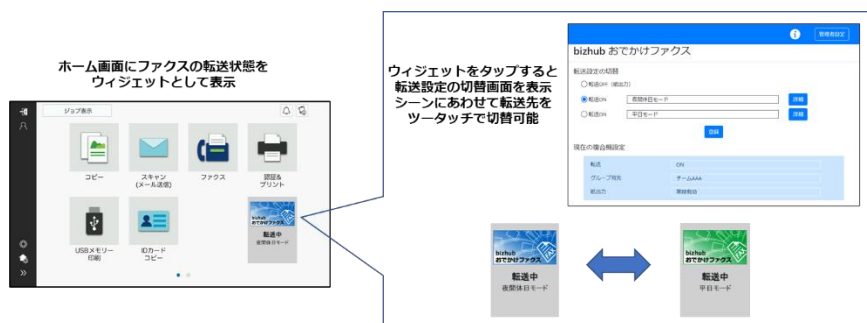 ホーム画面にファクスの転送状態を
ウィジェットとして表示
ジョブ表示
コピー
スキャン
(メール送信)
ファクス
認証&
プリント
USBメモリー
印刷
IDカード
コピー
bizhub
おでかけファクス
転送中
夜間休日モード
ウィジェットをタップすると
転送設定の切替画面を表示
シーンにあわせて転送先を
ツータッチで切替可能
管理者設定
bizhub おでかけファクス
転送設定の切替
転送OFF (紙出力)
転送ON 夜間休日モード 詳細
転送ON 平日モード 詳細
登録
現在の複合機設定
転送 ON
グループ宛先 チームAAA
紙出力
bizhub
おでかけファクス
FAX
転送中
夜間休日モード
bizhub
おでかけファクス
FAX
転送中
平日モード